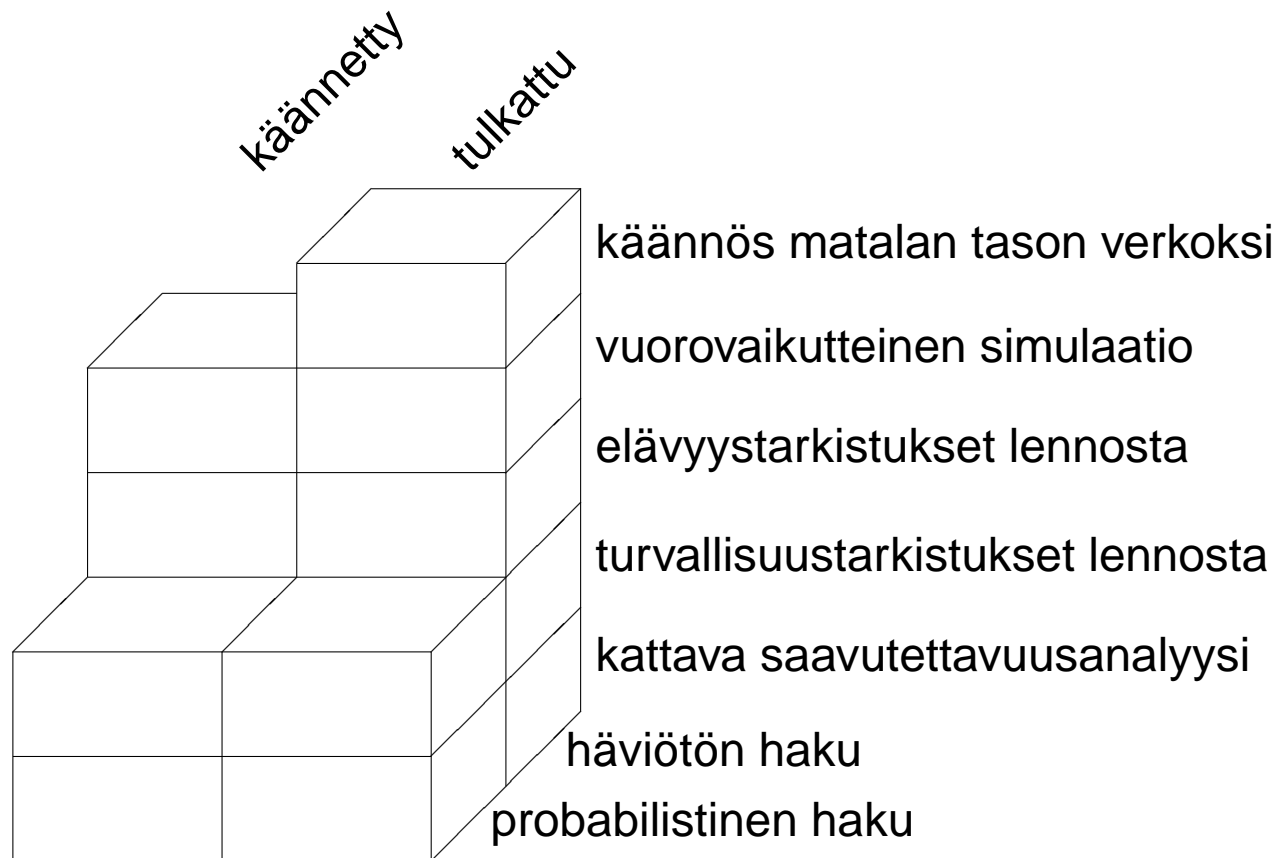 käännetty
tulkattu
käännös matalan tason verkoksi
vuorovaikutteinen simulaatio
elävyystarkistukset lennosta
turvallisuustarkistukset lennosta
kattava saavutettavuusanalyysi
häviötön haku
probabilistinen haku